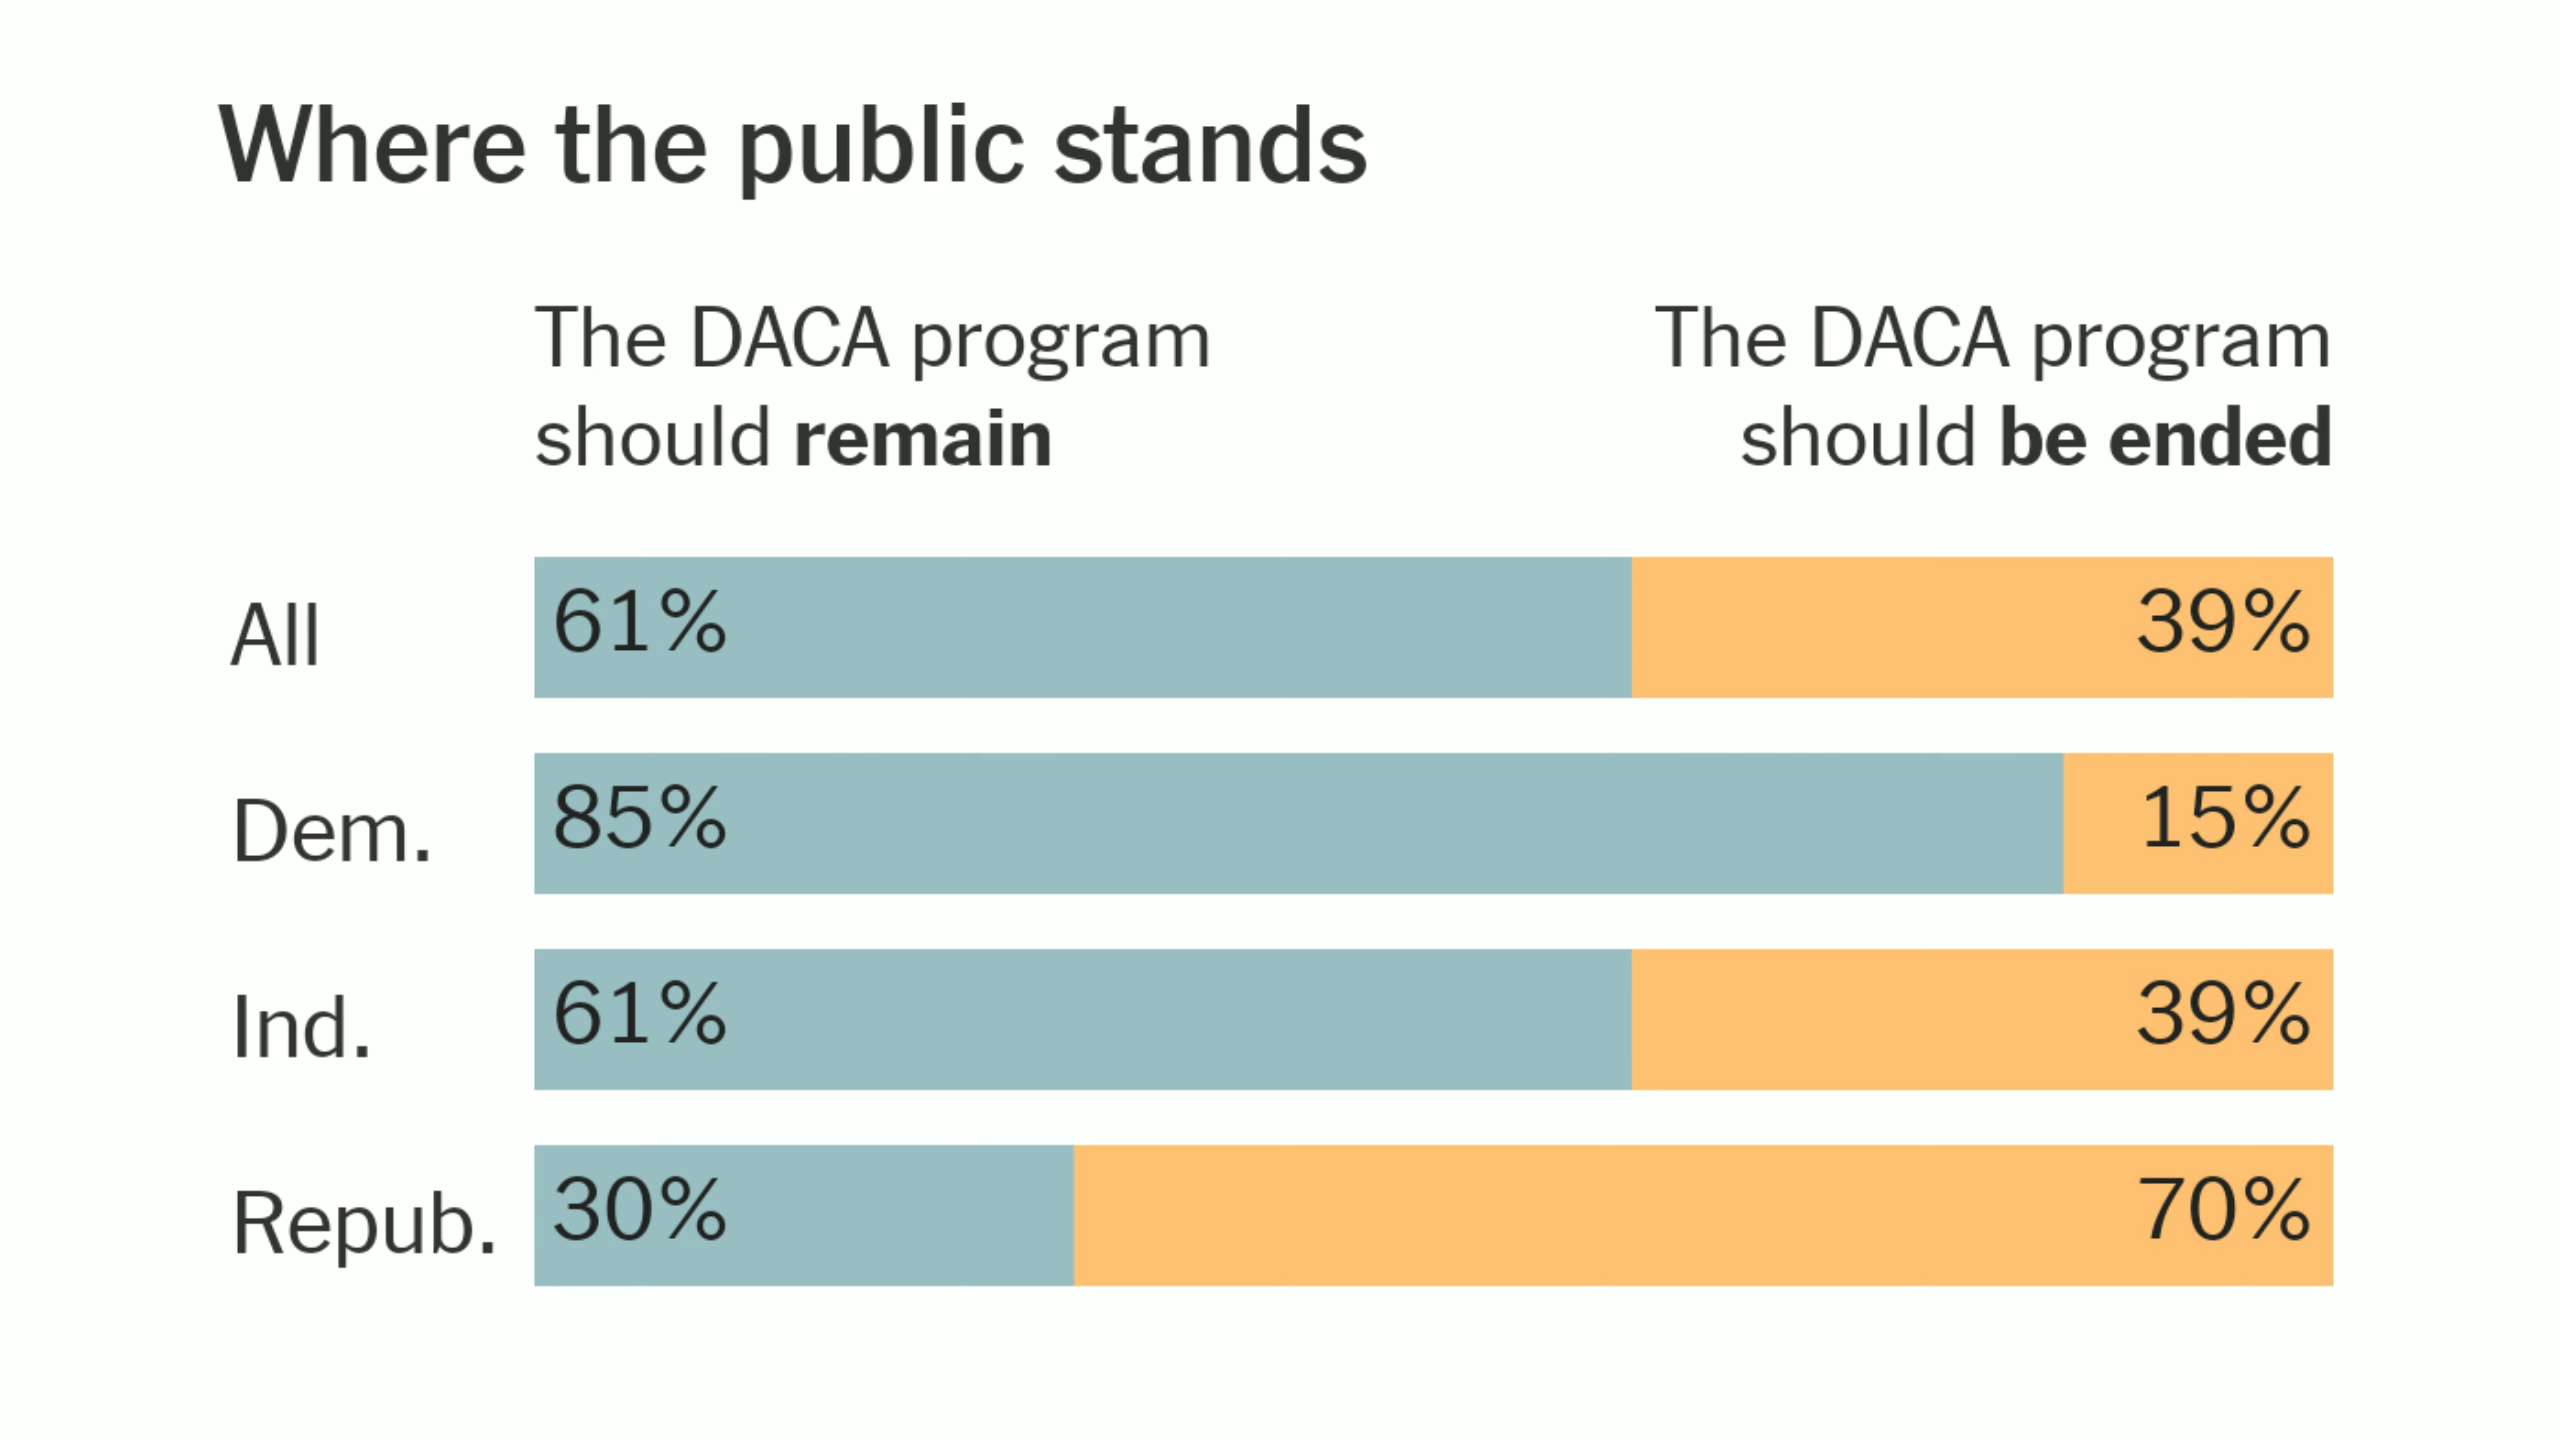 Where the public stands
The DACA program
should remain
The DACA program
should be ended
All 61% 39%
Dem. 85% 15%
Ind. 61% 39%
Repub. 30% 70%